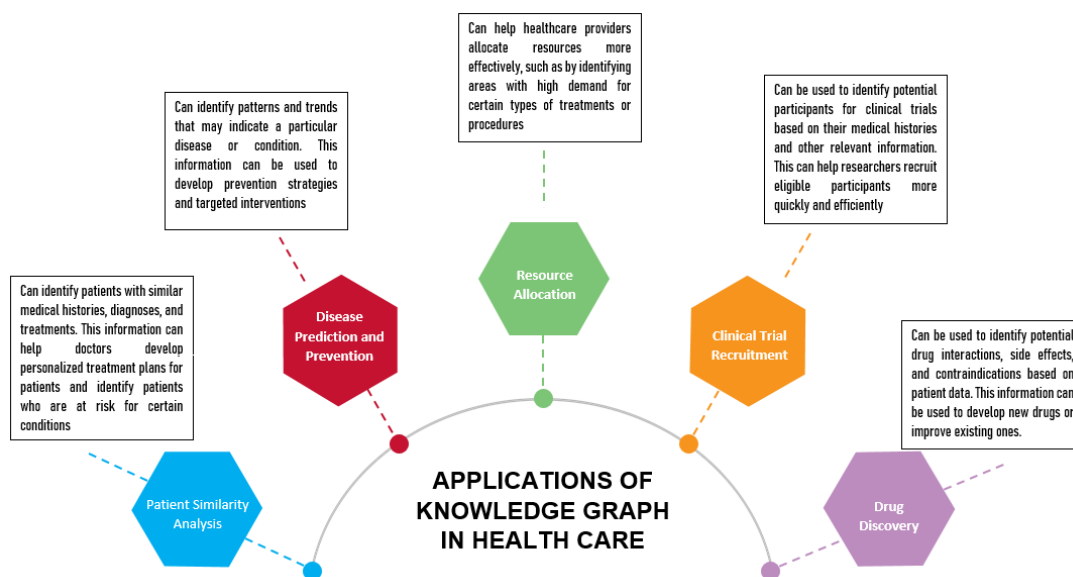 Can help healthcare providers
allocate resources more
effectively, such as by identifying
areas with high demand for
certain types of treatments or
procedures
Can identify patterns and trends
that may indicate a particular
disease or condition. This
information can be used to
develop prevention strategies
and targeted interventions
Can be used to identify potential
participants for clinical trials
based on their medical histories
and other relevant information.
This can help researchers recruit
eligible participants more
quickly and efficiently
Can identify patients with similar
medical histories, diagnoses, and
treatments. This information can
help doctors develop
personalized treatment plans for
patients and identify patients
who are at risk for certain
conditions
Can be used to identify potential
drug interactions, side effects,
and contraindications based on
patient data. This information can
be used to develop new drugs or
improve existing ones.
Resource
Allocation
Disease
Prediction and
Prevention
Clinical Trial
Recruitment
Patient Similarity
Analysis
Drug
Discovery
APPLICATIONS OF
KNOWLEDGE GRAPH
IN HEALTH CARE